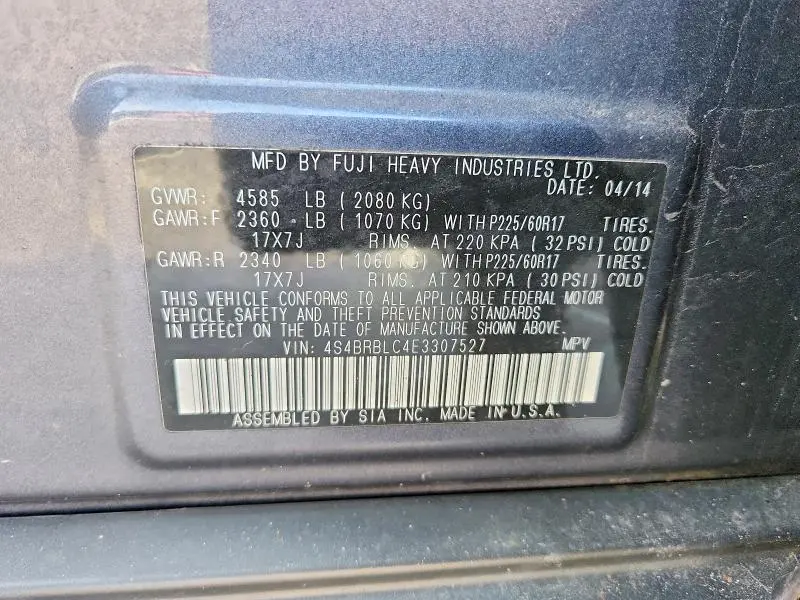 MFD BY FUJI HEAVY INDUSTRIES LTD.
DATE: 04/14
GVWR: 4585 LB ( 2080 KG)
GAWR:F 2360 LB ( 1070 KG) WITHP225/60R17 TIRES.
17X7J RIMS. AT 220 KPA ( 32 PSI) COLD
GAWR:R 2340 LB ( 1060 KG) WITHP225/60R17 TIRES.
17X7J RIMS. AT 210 KPA ( 30 PSI) COLD
THIS VEHICLE CONFORMS TO ALL APPLICABLE FEDERAL MOTOR
VEHICLE SAFETY AND THEFT PREVENTION STANDARDS
IN EFFECT ON THE DATE OF MANUFACTURE SHOWN ABOVE.
VIN: 4S4BRBLC4E3307527 MPV
ASSEMBLED BY SIA INC. MADE IN U.S.A.